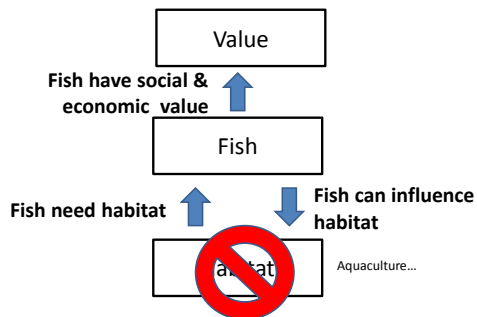 Value
Fish have social &
economic value
Fish
Fish need habitat
Fish can influence
habitat
Aquaculture...